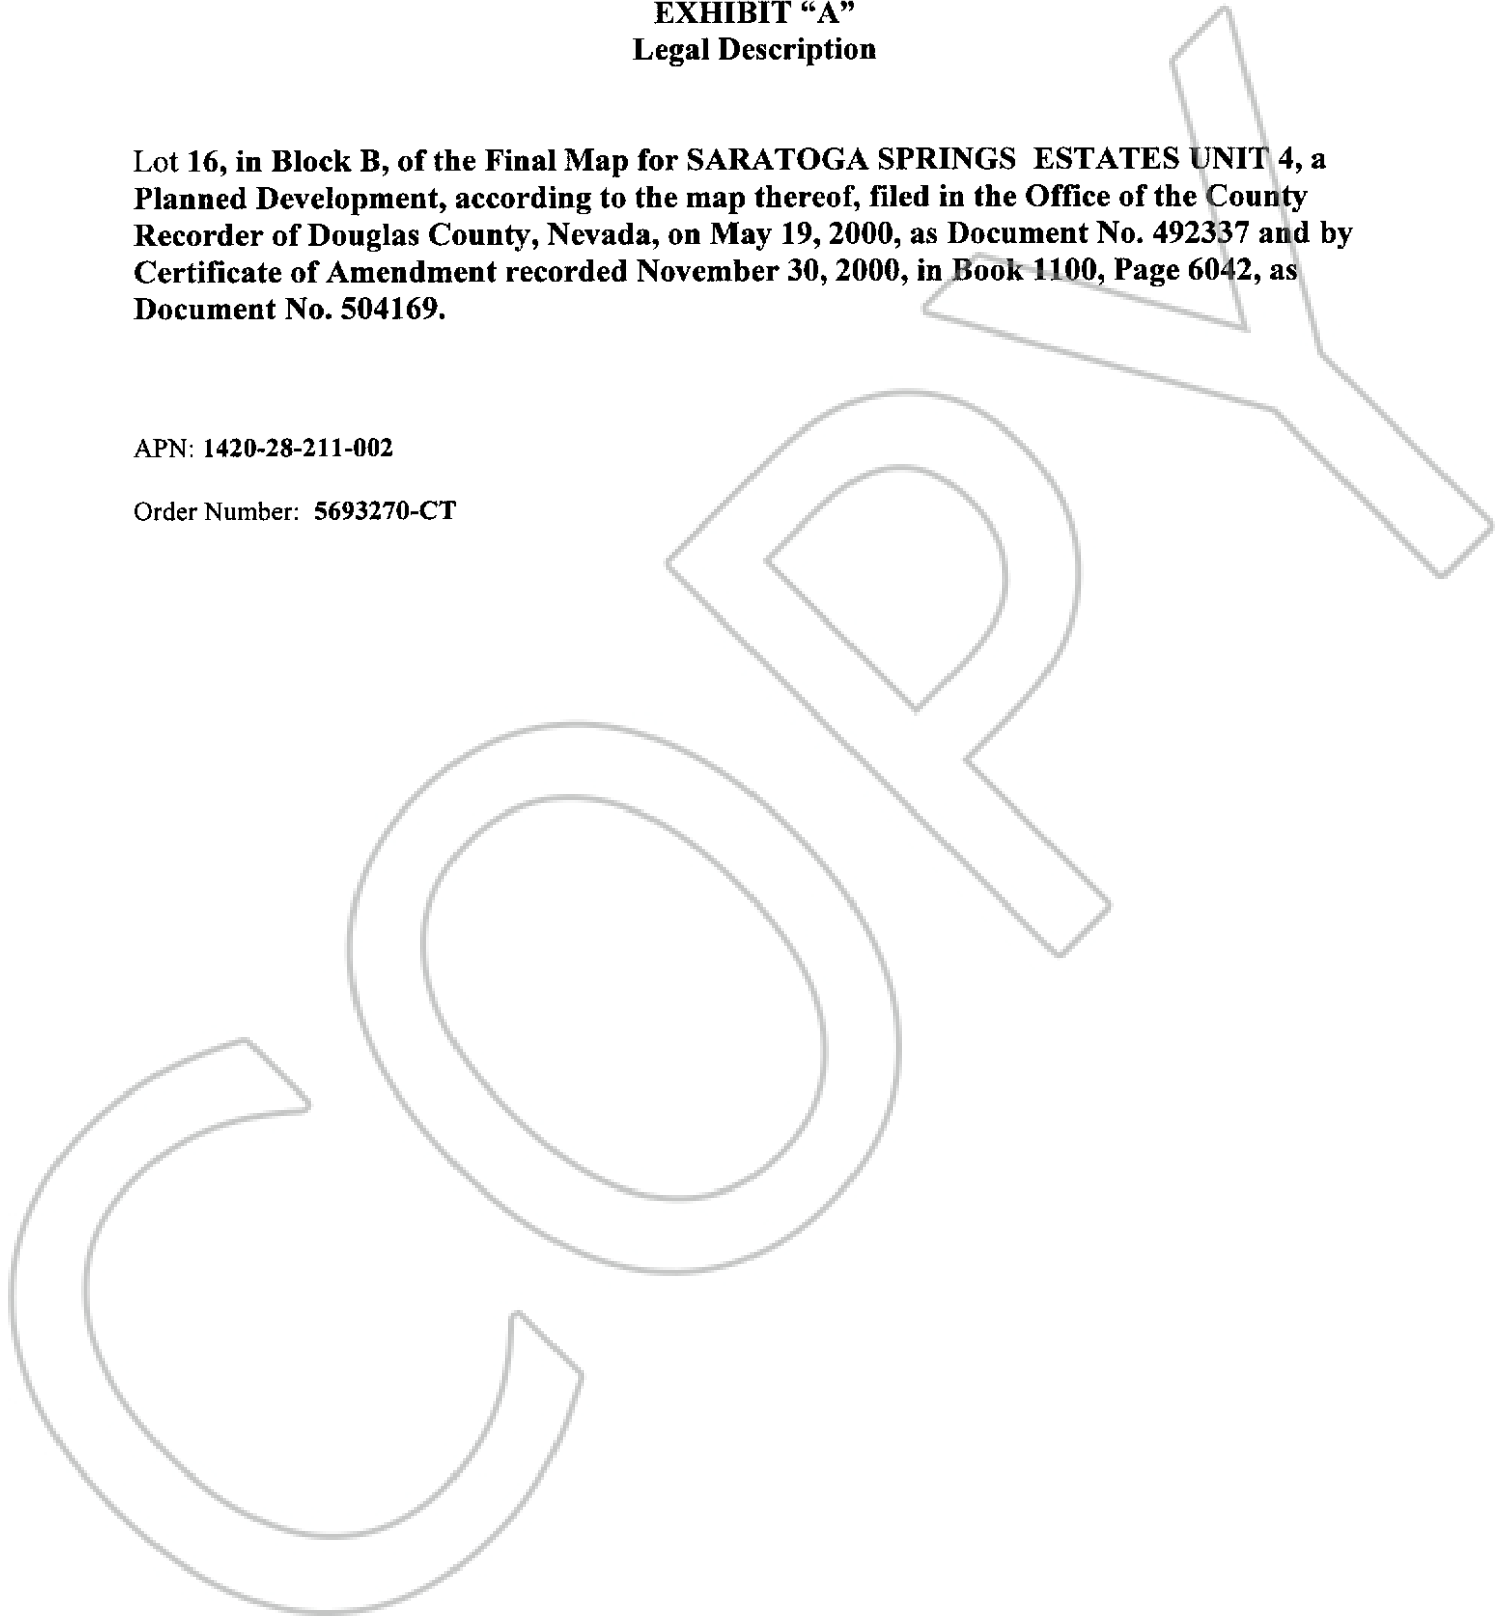 EXHIBIT “A”
Legal Description
Lot 16, in Block B, of the Final Map for SARATOGA SPRINGS ESTATES UNIT 4, a
Planned Development, according to the map thereof, filed in the Office of the County
Recorder of Douglas County, Nevada, on May 19, 2000, as Document No. 492337 and by
Certificate of Amendment recorded November 30, 2000, in Book 1100, Page 6042, as
Document No. 504169.
APN: 1420-28-211-002
Order Number: 5693270-CT
COPY